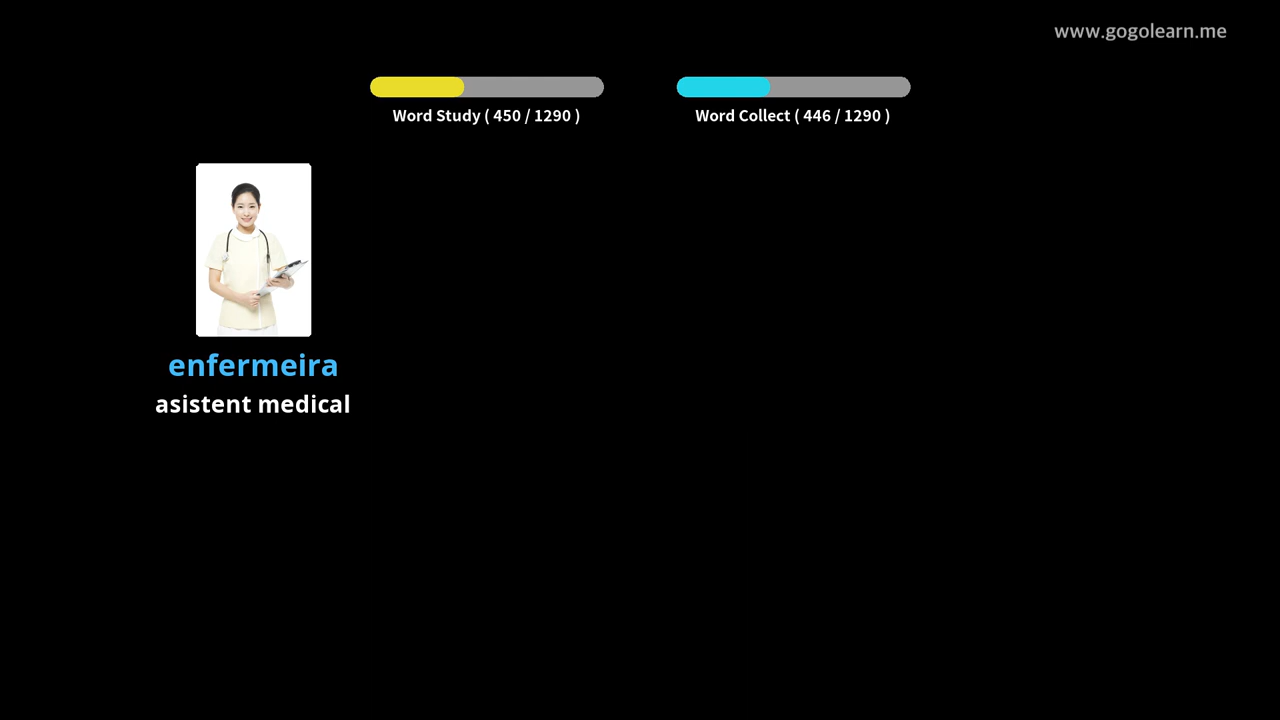 www.gogolearn.me
Word Study ( 450 / 1290 )
Word Collect ( 446 / 1290 )
enfermeira
asistent medical